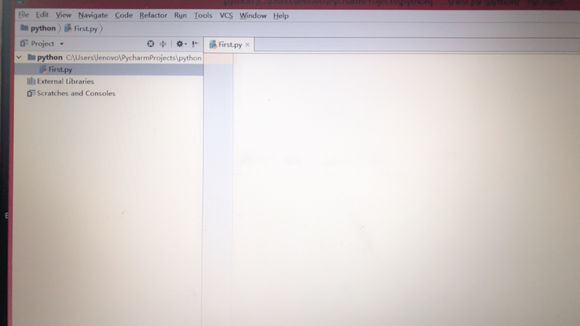 File Edit View Navigate Code Refactor Run Tools VCS Window Help
python First.py
Project First.py
python C:\Users\lenovo\PycharmProjects\python
First.py
External Libraries
Scratches and Consoles